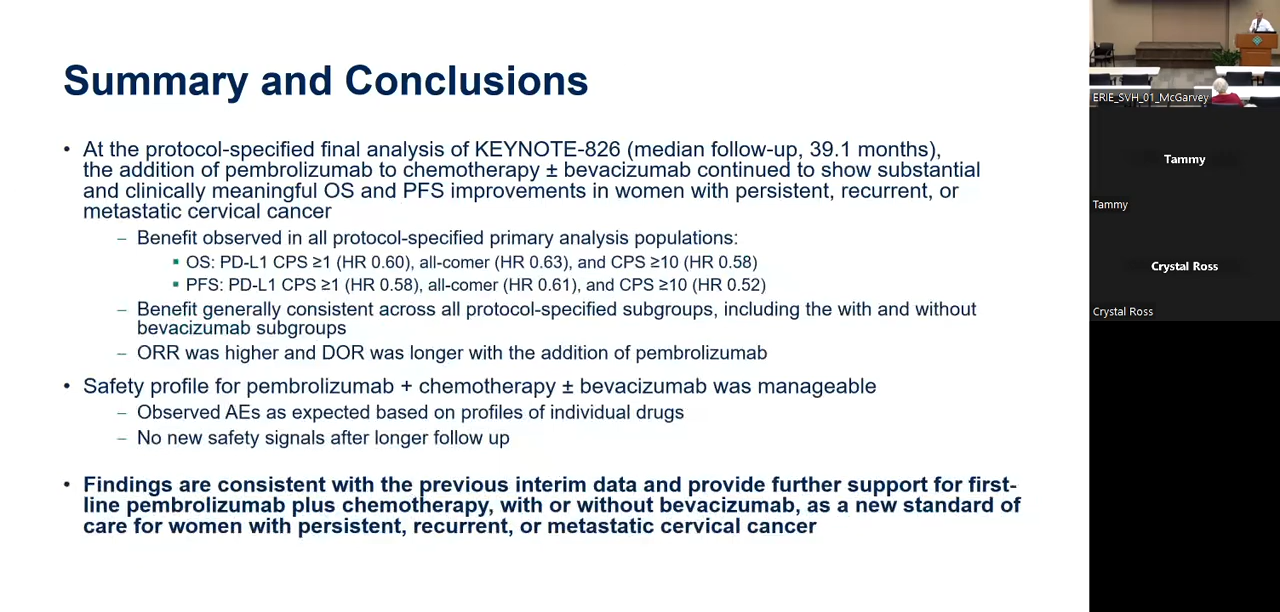 Summary and Conclusions
• At the protocol-specified final analysis of KEYNOTE-826 (median follow-up, 39.1 months),
the addition of pembrolizumab to chemotherapy ± bevacizumab continued to show substantial
and clinically meaningful OS and PFS improvements in women with persistent, recurrent, or
metastatic cervical cancer
– Benefit observed in all protocol-specified primary analysis populations:
▪ OS: PD-L1 CPS ≥1 (HR 0.60), all-comer (HR 0.63), and CPS ≥10 (HR 0.58)
▪ PFS: PD-L1 CPS ≥1 (HR 0.58), all-comer (HR 0.61), and CPS ≥10 (HR 0.52)
– Benefit generally consistent across all protocol-specified subgroups, including the with and without
bevacizumab subgroups
– ORR was higher and DOR was longer with the addition of pembrolizumab
• Safety profile for pembrolizumab + chemotherapy ± bevacizumab was manageable
– Observed AEs as expected based on profiles of individual drugs
– No new safety signals after longer follow up
• Findings are consistent with the previous interim data and provide further support for first-
line pembrolizumab plus chemotherapy, with or without bevacizumab, as a new standard of
care for women with persistent, recurrent, or metastatic cervical cancer
ERIE_SVH_01_McGarvey
Tammy
Tammy
Crystal Ross
Crystal Ross